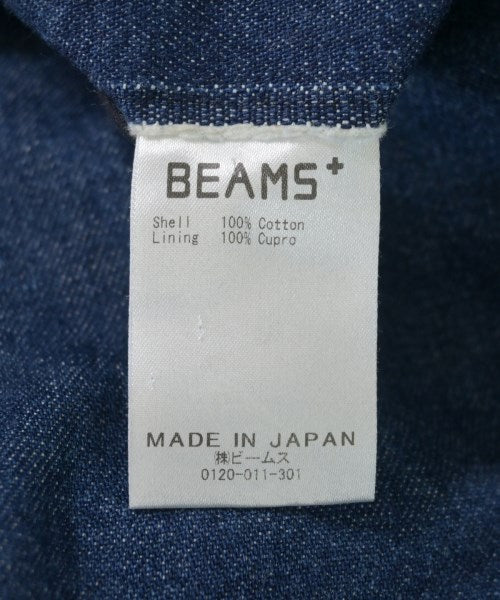 BEAMS+
Shell 100% Cotton
Lining 100% Cupro
MADE IN JAPAN
㈱ビームス
0120-011-301